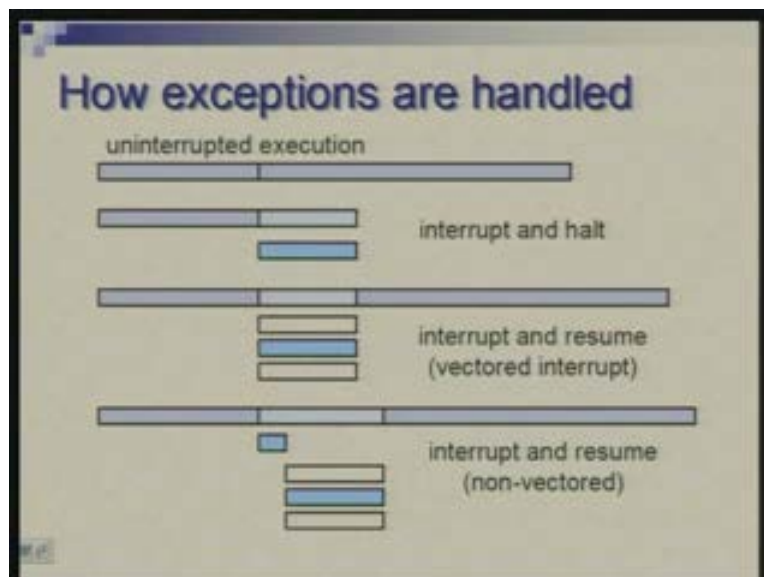 How exceptions are handled
uninterrupted execution
interrupt and halt
interrupt and resume
(vectored interrupt)
interrupt and resume
(non-vectored)